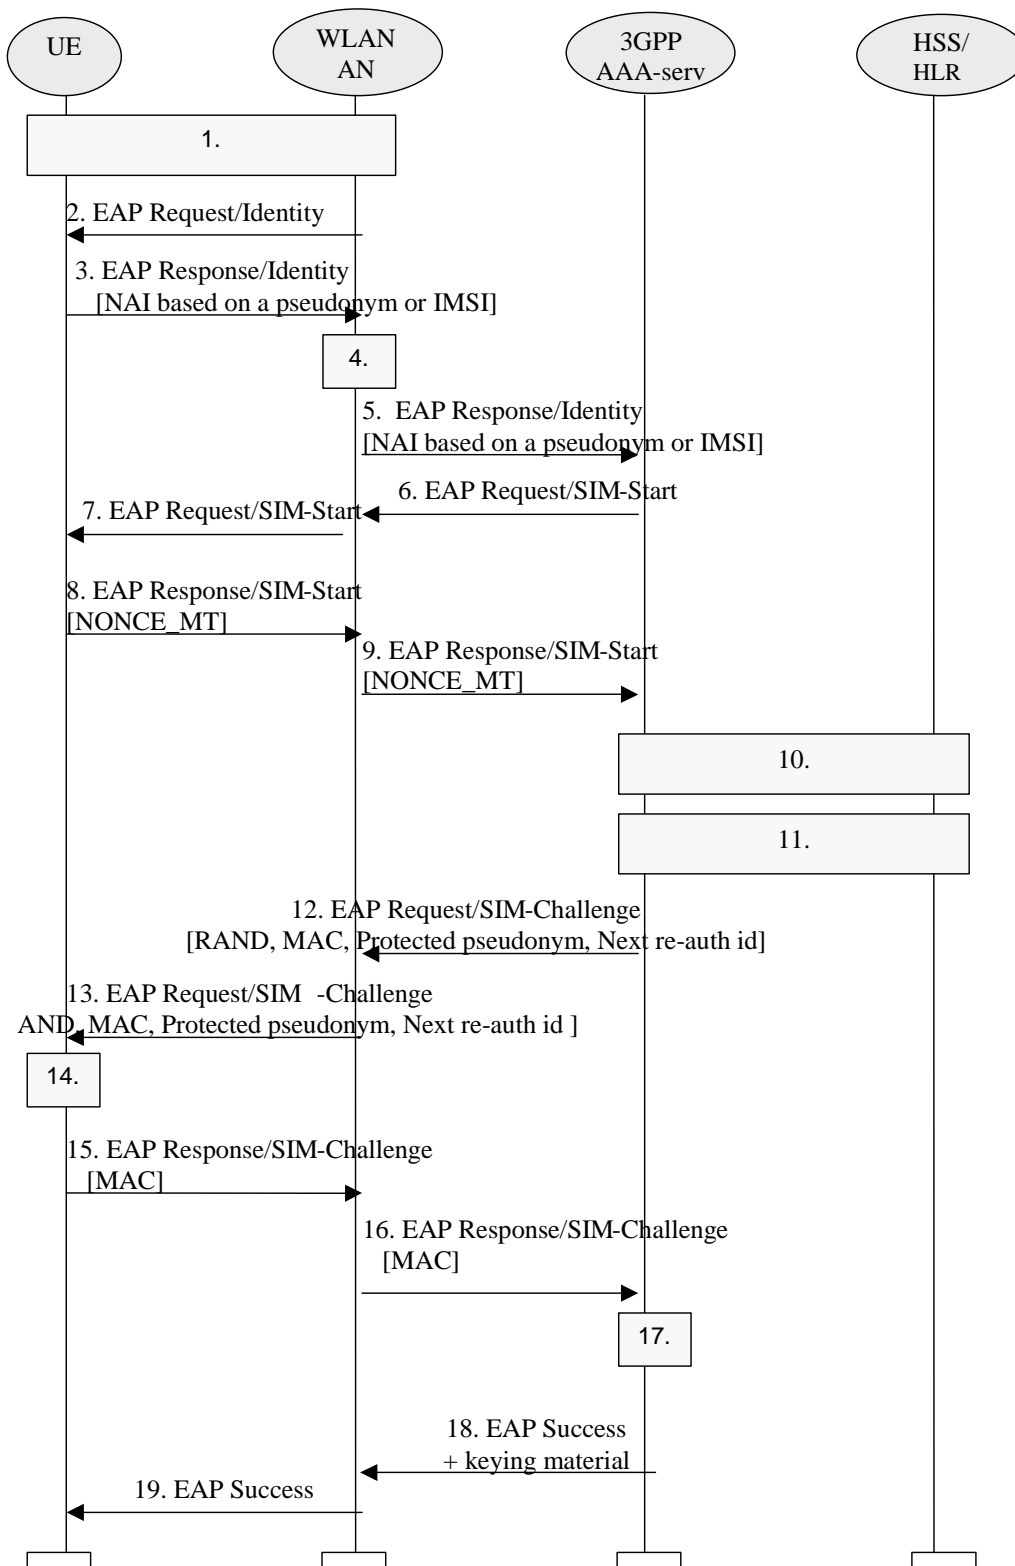 UE
WLAN
AN
3GPP
AAA-serv
HSS/
HLR
1.
2. EAP Request/Identity
3. EAP Response/Identity
[NAI based on a pseudonym or IMSI]
4.
5. EAP Response/Identity
[NAI based on a pseudonym or IMSI]
6. EAP Request/SIM-Start
7. EAP Request/SIM-Start
8. EAP Response/SIM-Start
[NONCE_MT]
9. EAP Response/SIM-Start
[NONCE_MT]
10.
11.
12. EAP Request/SIM-Challenge
[RAND, MAC, Protected pseudonym, Next re-auth id]
13. EAP Request/SIM -Challenge
AND, MAC, Protected pseudonym, Next re-auth id ]
14.
15. EAP Response/SIM-Challenge
[MAC]
16. EAP Response/SIM-Challenge
[MAC]
17.
18. EAP Success
+ keying material
19. EAP Success